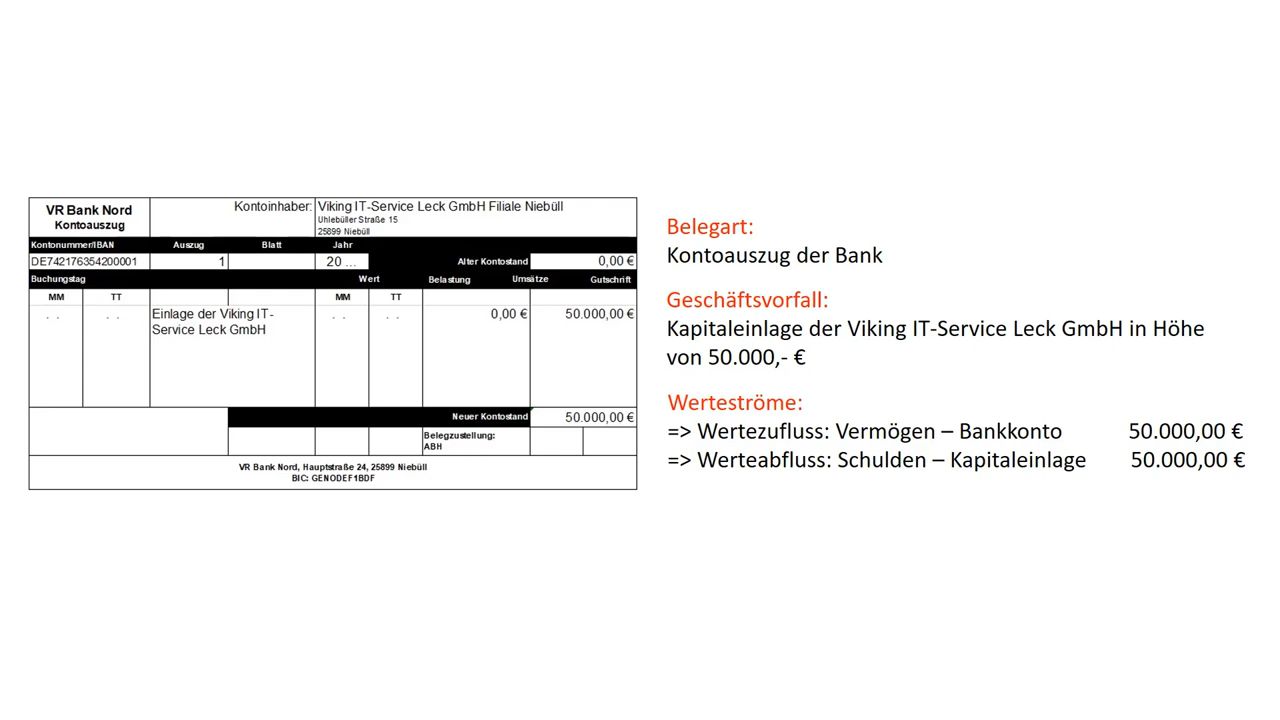 VR Bank Nord
Kontoauszug
Kontoinhaber:
Viking IT-Service Leck GmbH Filiale Niebüll
Uhlebüller Straße 15
25899 Niebüll
Kontonummer/IBAN Auszug Blatt Jahr
DE742176354200001 1 20 ... Alter Kontostand 0,00 €
Buchungstag Wert Belastung Umsätze Gutschrift
MM TT MM TT
. . . . Einlage der Viking IT- . . . . 0,00 € 50.000,00 €
Service Leck GmbH
Neuer Kontostand 50.000,00 €
Belegzustellung:
ABH
VR Bank Nord, Hauptstraße 24, 25899 Niebüll
BIC: GENODEF1BDF
Belegart:
Kontoauszug der Bank
Geschäftsvorfall:
Kapitaleinlage der Viking IT-Service Leck GmbH in Höhe
von 50.000,- €
Werteströme:
=> Wertezufluss: Vermögen – Bankkonto 50.000,00 €
=> Werteabfluss: Schulden – Kapitaleinlage 50.000,00 €